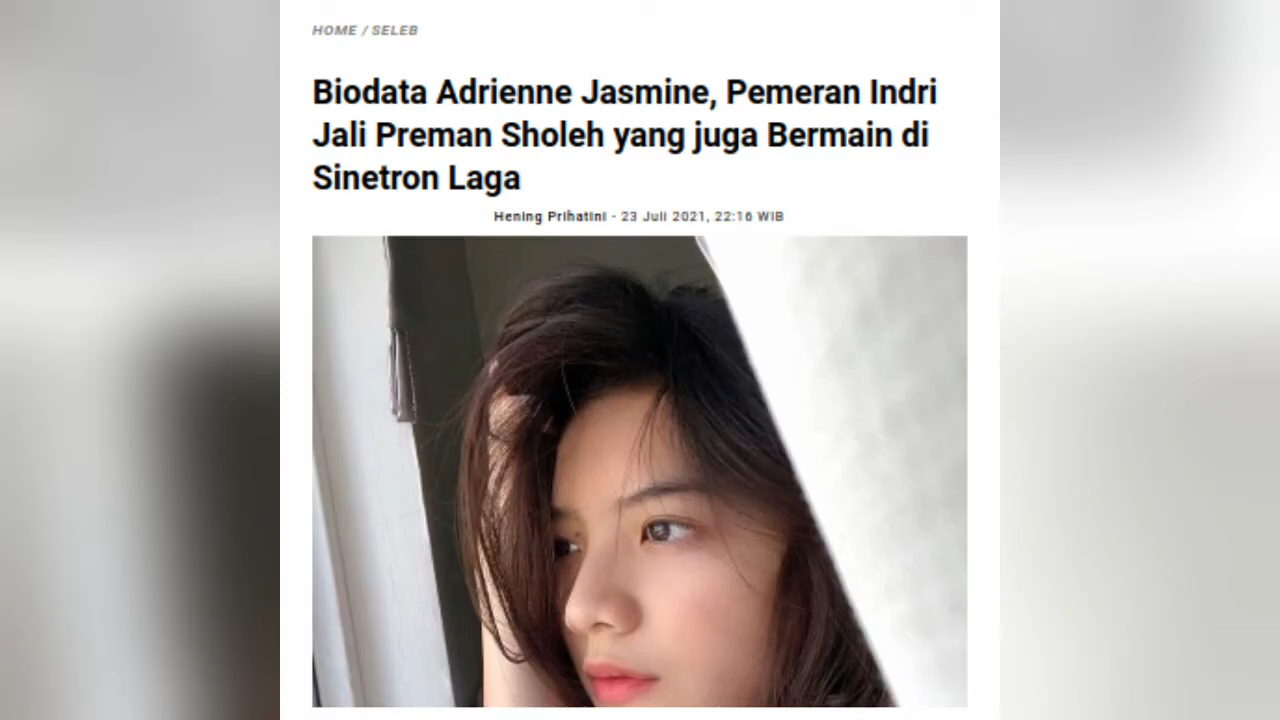 HOME / SELEB
Biodata Adrienne Jasmine, Pemeran Indri
Jali Preman Sholeh yang juga Bermain di
Sinetron Laga
Hening Prihatini - 23 Juli 2021, 22:16 WIB